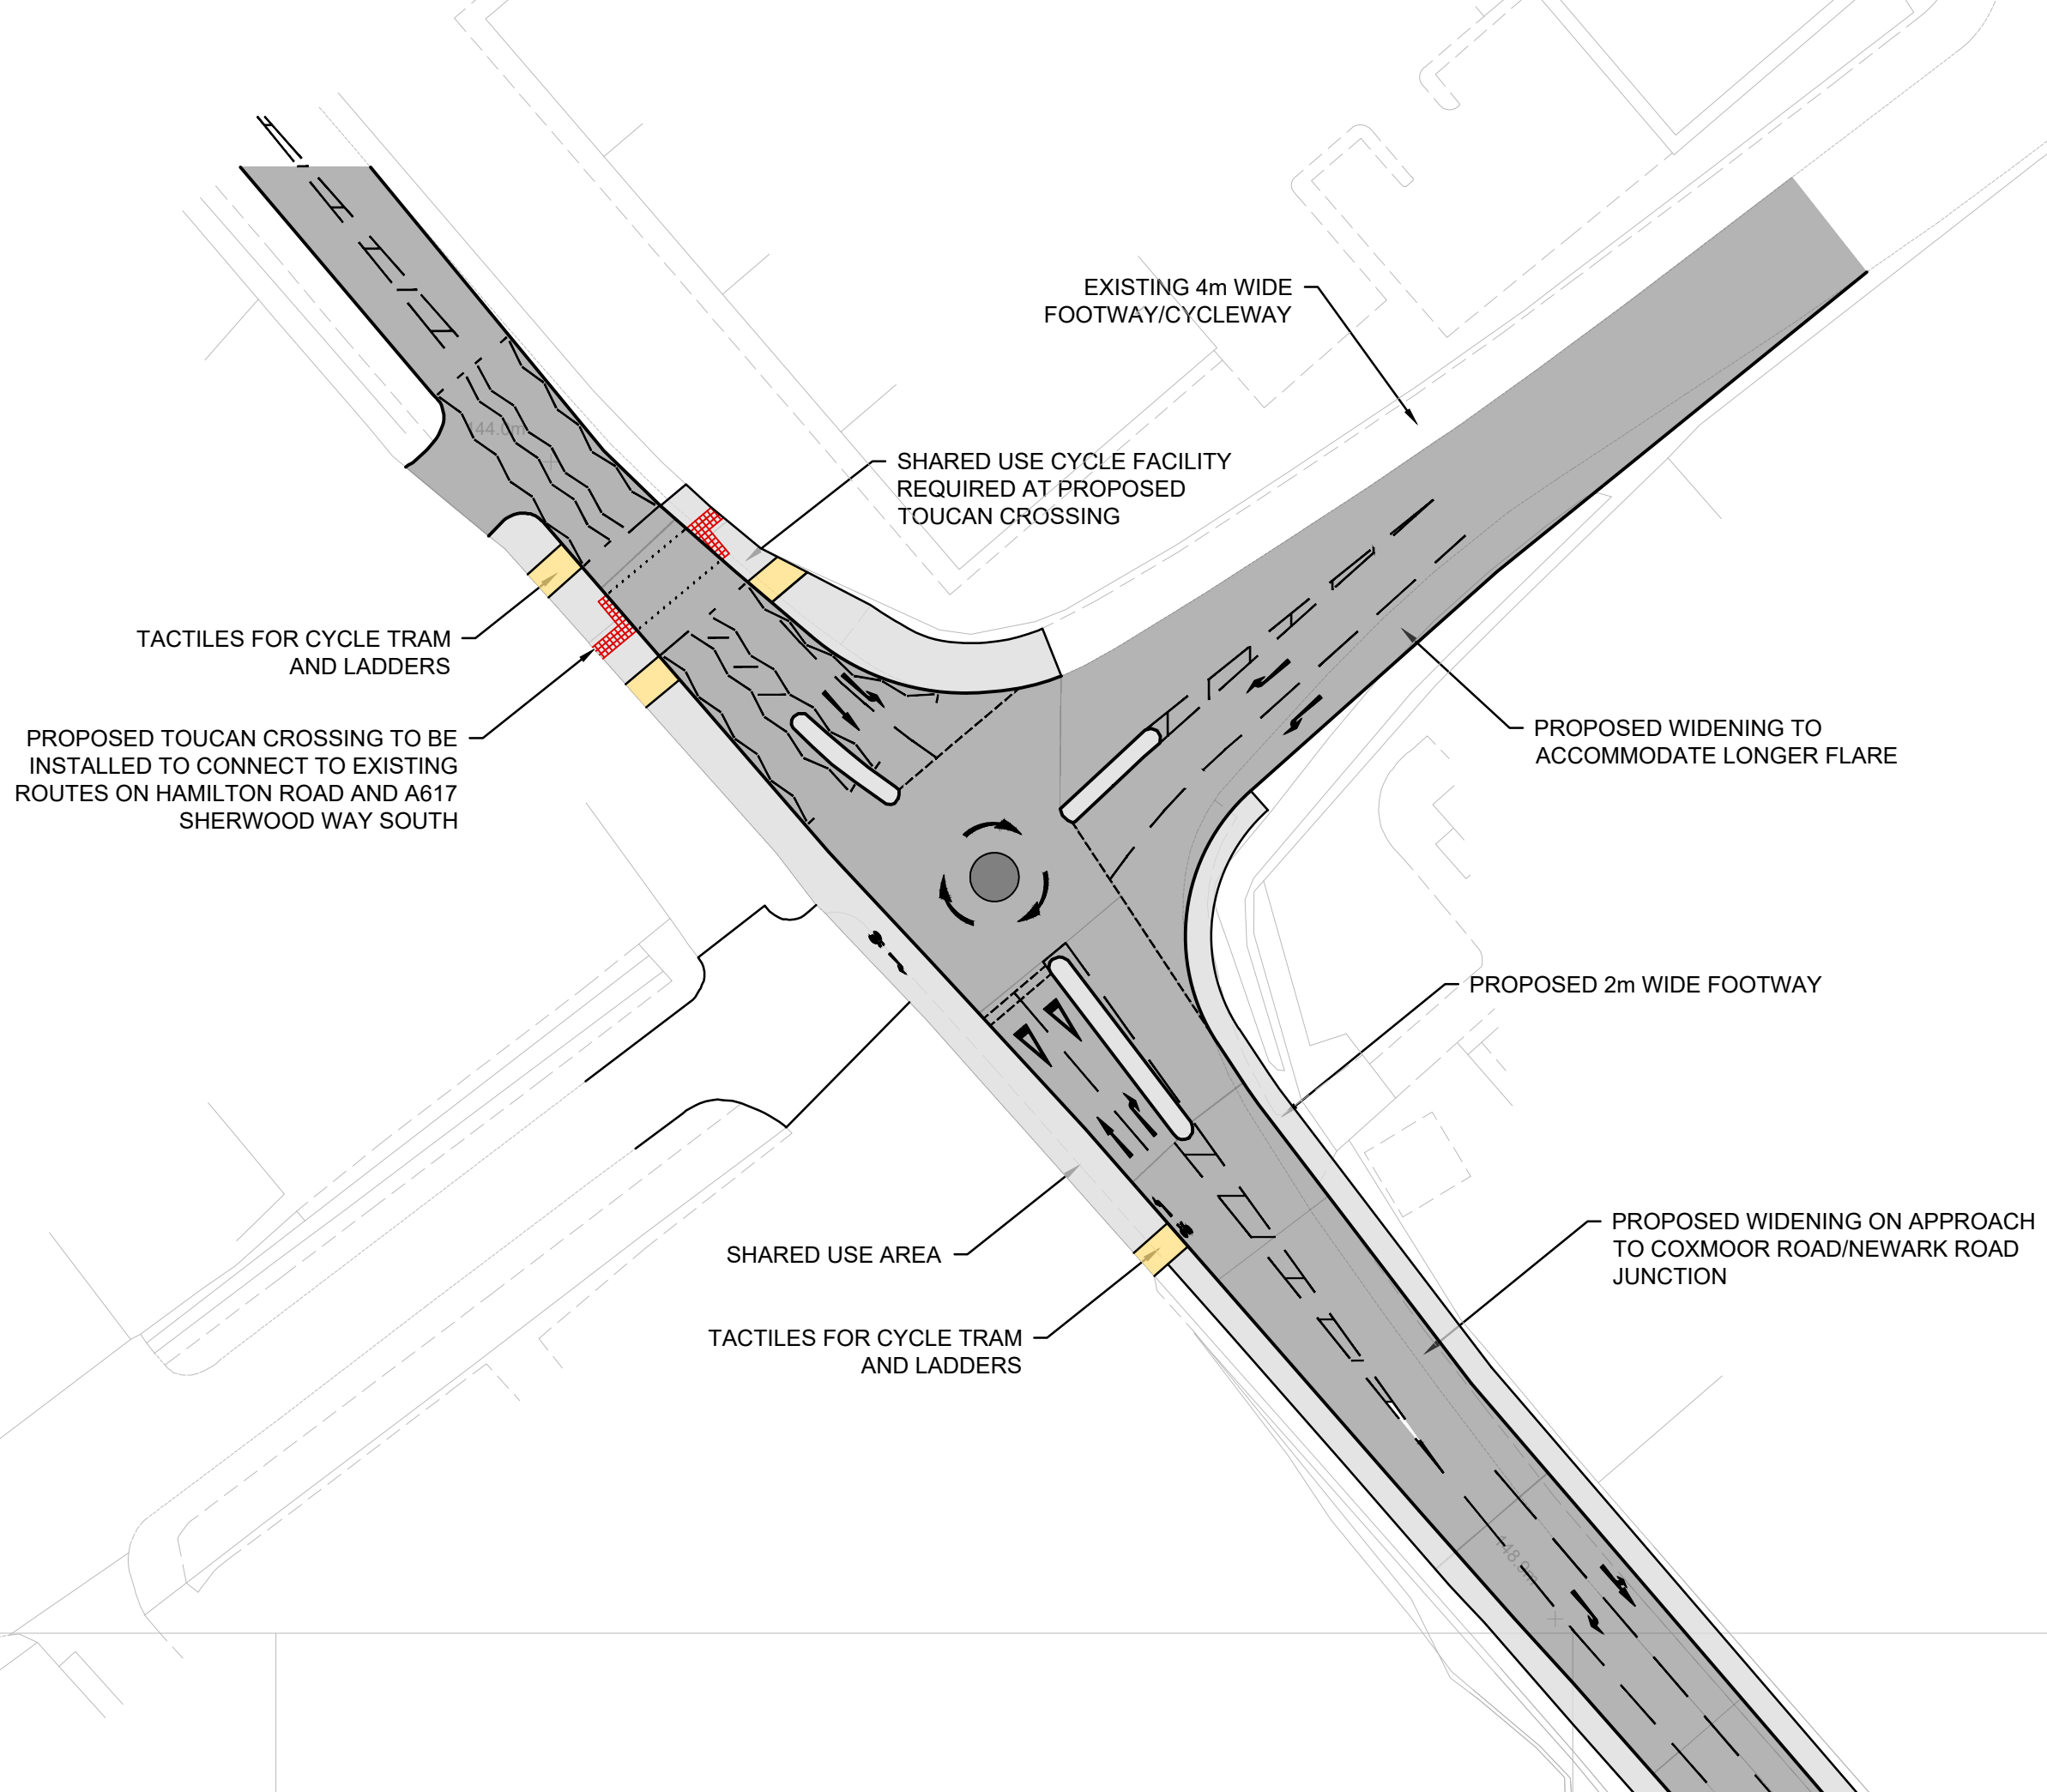 EXISTING 4m WIDE
FOOTWAY/CYCLEWAY
144.0m
SHARED USE CYCLE FACILITY
REQUIRED AT PROPOSED
TOUCAN CROSSING
TACTILES FOR CYCLE TRAM
AND LADDERS
PROPOSED TOUCAN CROSSING TO BE
INSTALLED TO CONNECT TO EXISTING
ROUTES ON HAMILTON ROAD AND A617
SHERWOOD WAY SOUTH
PROPOSED WIDENING TO
ACCOMMODATE LONGER FLARE
PROPOSED 2m WIDE FOOTWAY
SHARED USE AREA
PROPOSED WIDENING ON APPROACH
TO COXMOOR ROAD/NEWARK ROAD
JUNCTION
TACTILES FOR CYCLE TRAM
AND LADDERS